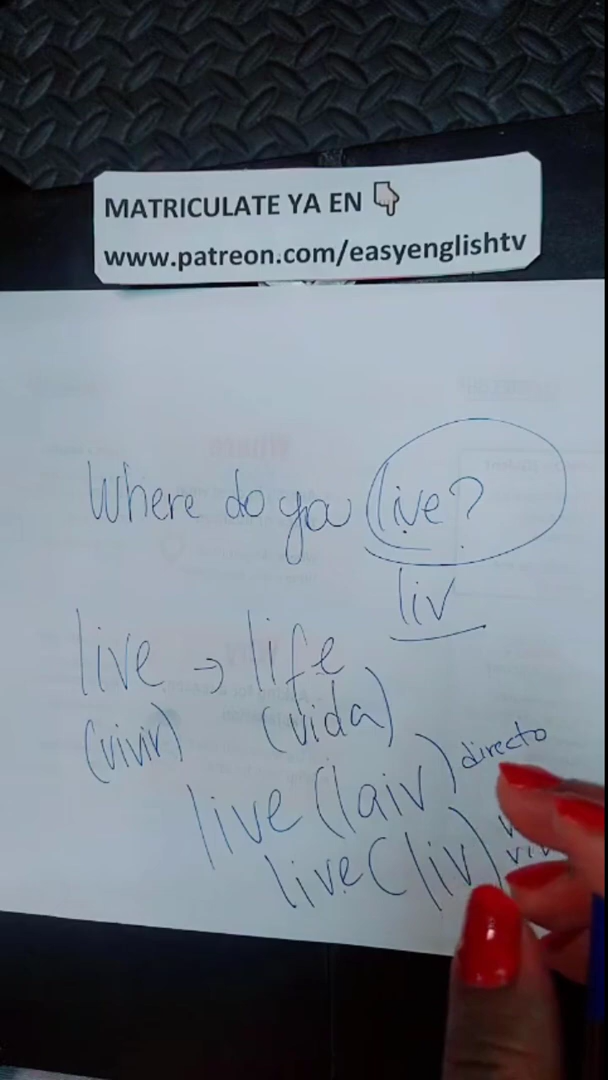 MATRICULATE YA EN 👇
www.patreon.com/easyenglishtv
Where do you live?
liv
live → life
(vivir) (vida)
live (laiv) directo
live (liv)